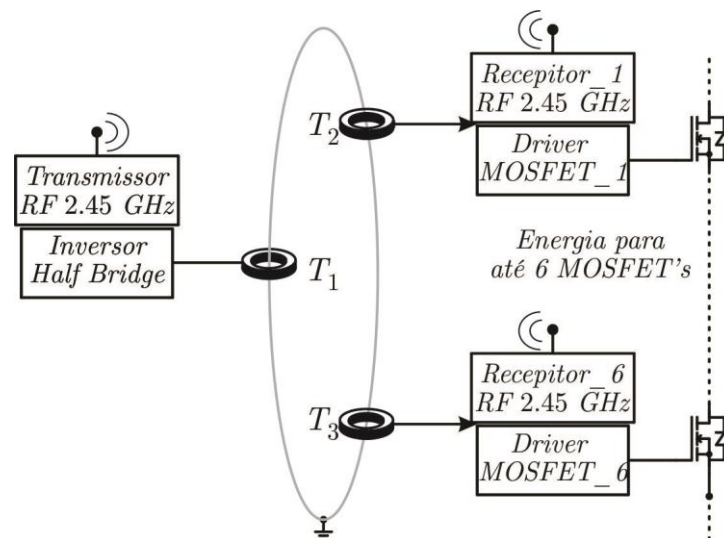 Transmissor
RF 2.45 GHz
Inversor
Half Bridge
T1
T2
T3
Recepitor_1
RF 2.45 GHz
Driver
MOSFET_1
Energia para
até 6 MOSFET's
Recepitor_6
RF 2.45 GHz
Driver
MOSFET_6